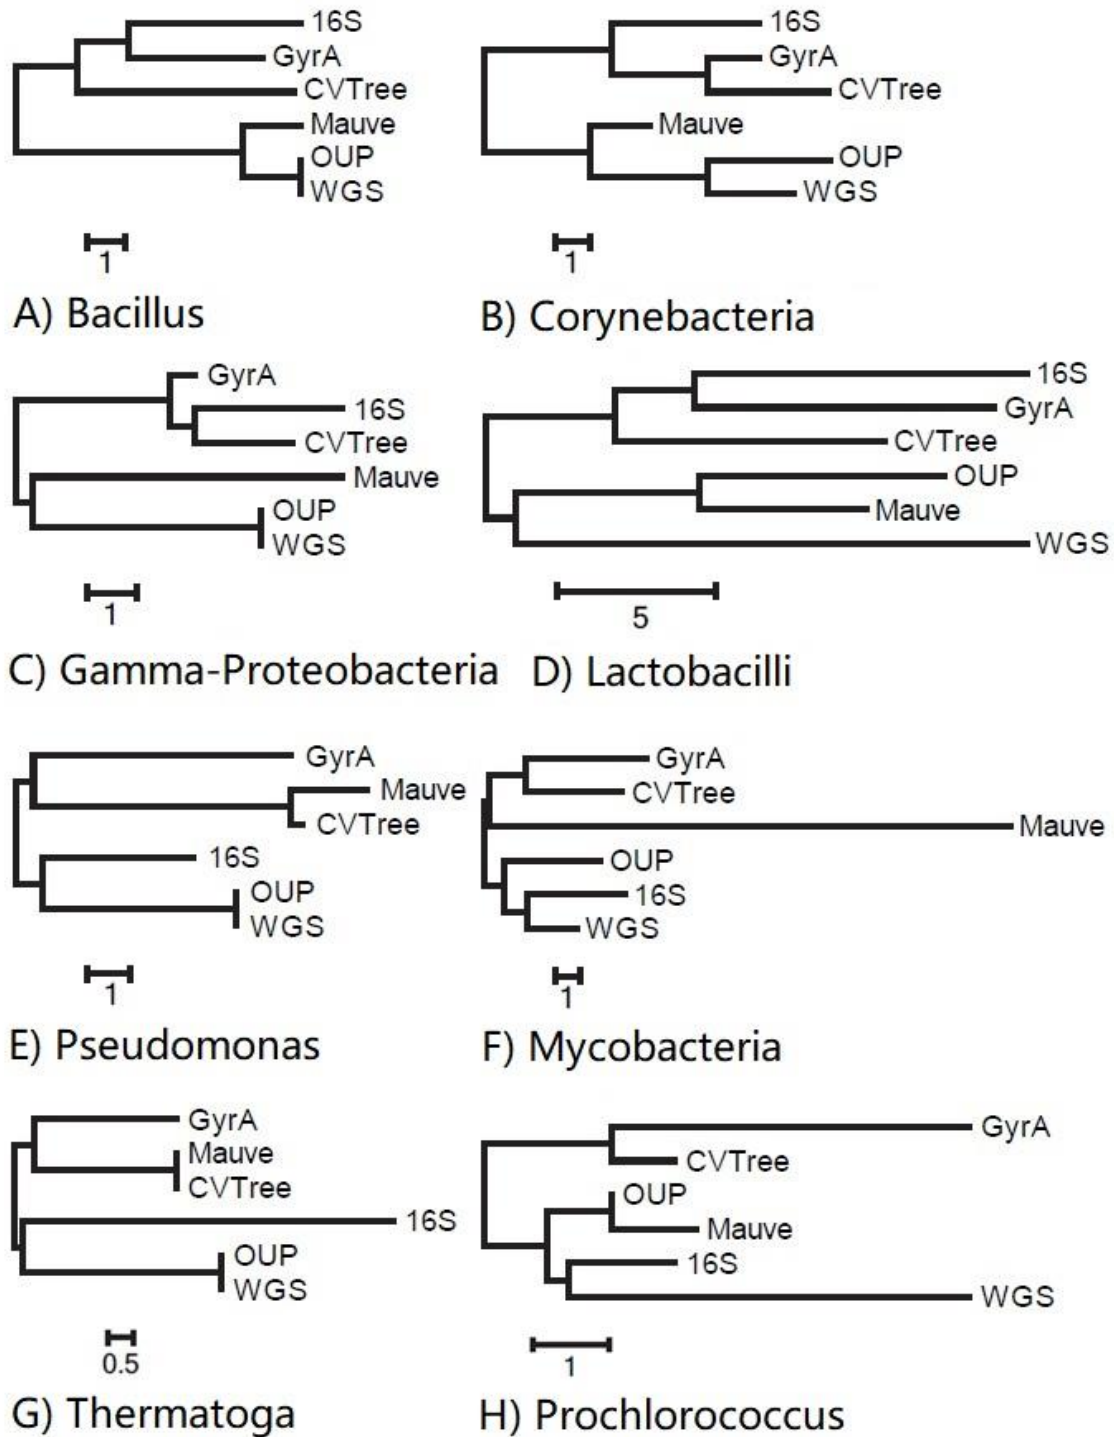 16S
GyrA
CVTree
Mauve
OUP
WGS
1
A) Bacillus
16S
GyrA
CVTree
Mauve
OUP
WGS
1
B) Corynebacteria
GyrA
16S
CVTree
Mauve
OUP
WGS
1
C) Gamma-Proteobacteria
16S
GyrA
CVTree
OUP
Mauve
WGS
5
D) Lactobacilli
GyrA
Mauve
CVTree
16S
OUP
WGS
1
E) Pseudomonas
GyrA
CVTree
Mauve
OUP
16S
WGS
1
F) Mycobacteria
GyrA
Mauve
CVTree
16S
OUP
WGS
0.5
G) Thermatoga
GyrA
CVTree
OUP
Mauve
16S
WGS
1
H) Prochlorococcus